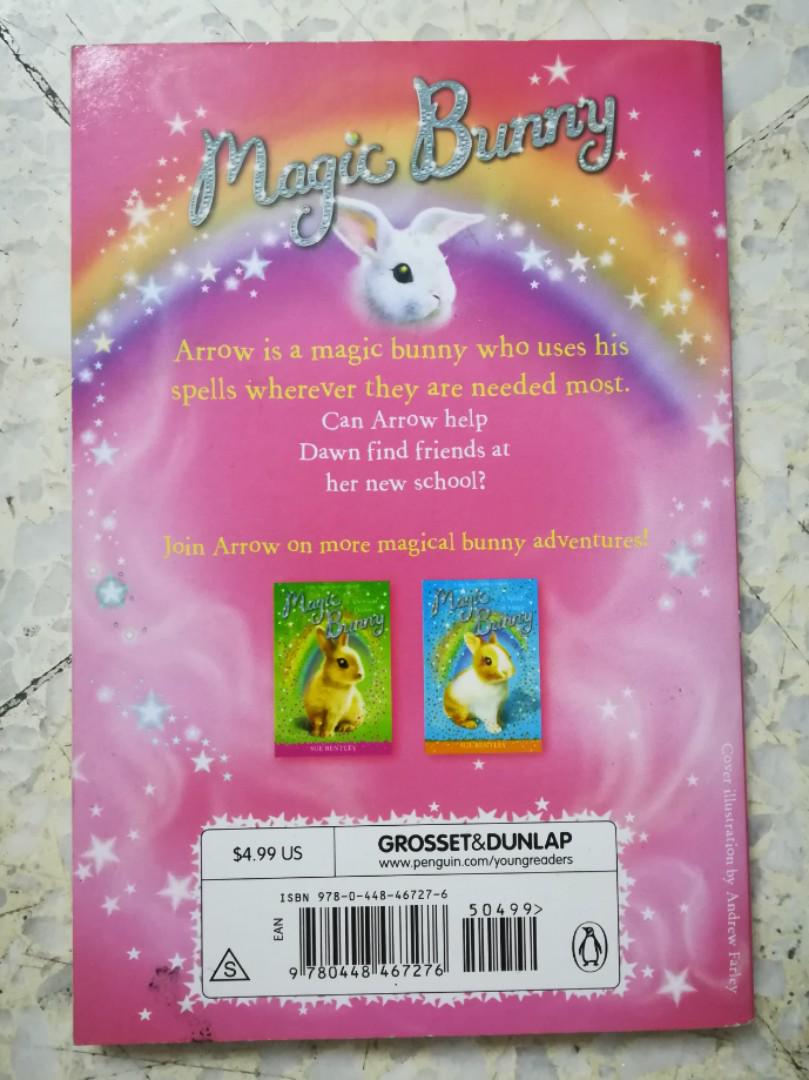 Magic Bunny
Arrow is a magic bunny who uses his
spells wherever they are needed most.
Can Arrow help
Dawn find friends at
her new school?
Join Arrow on more magical bunny adventures!
Magic
Bunny
SUE BENTLEY
Magic
Bunny
SUE BENTLEY
Cover illustration by Andrew Farley
$4.99 US
GROSSET&DUNLAP
www.penguin.com/youngreaders
ISBN 978-0-448-46727-6
50499>
EAN
9 780448 467276
S